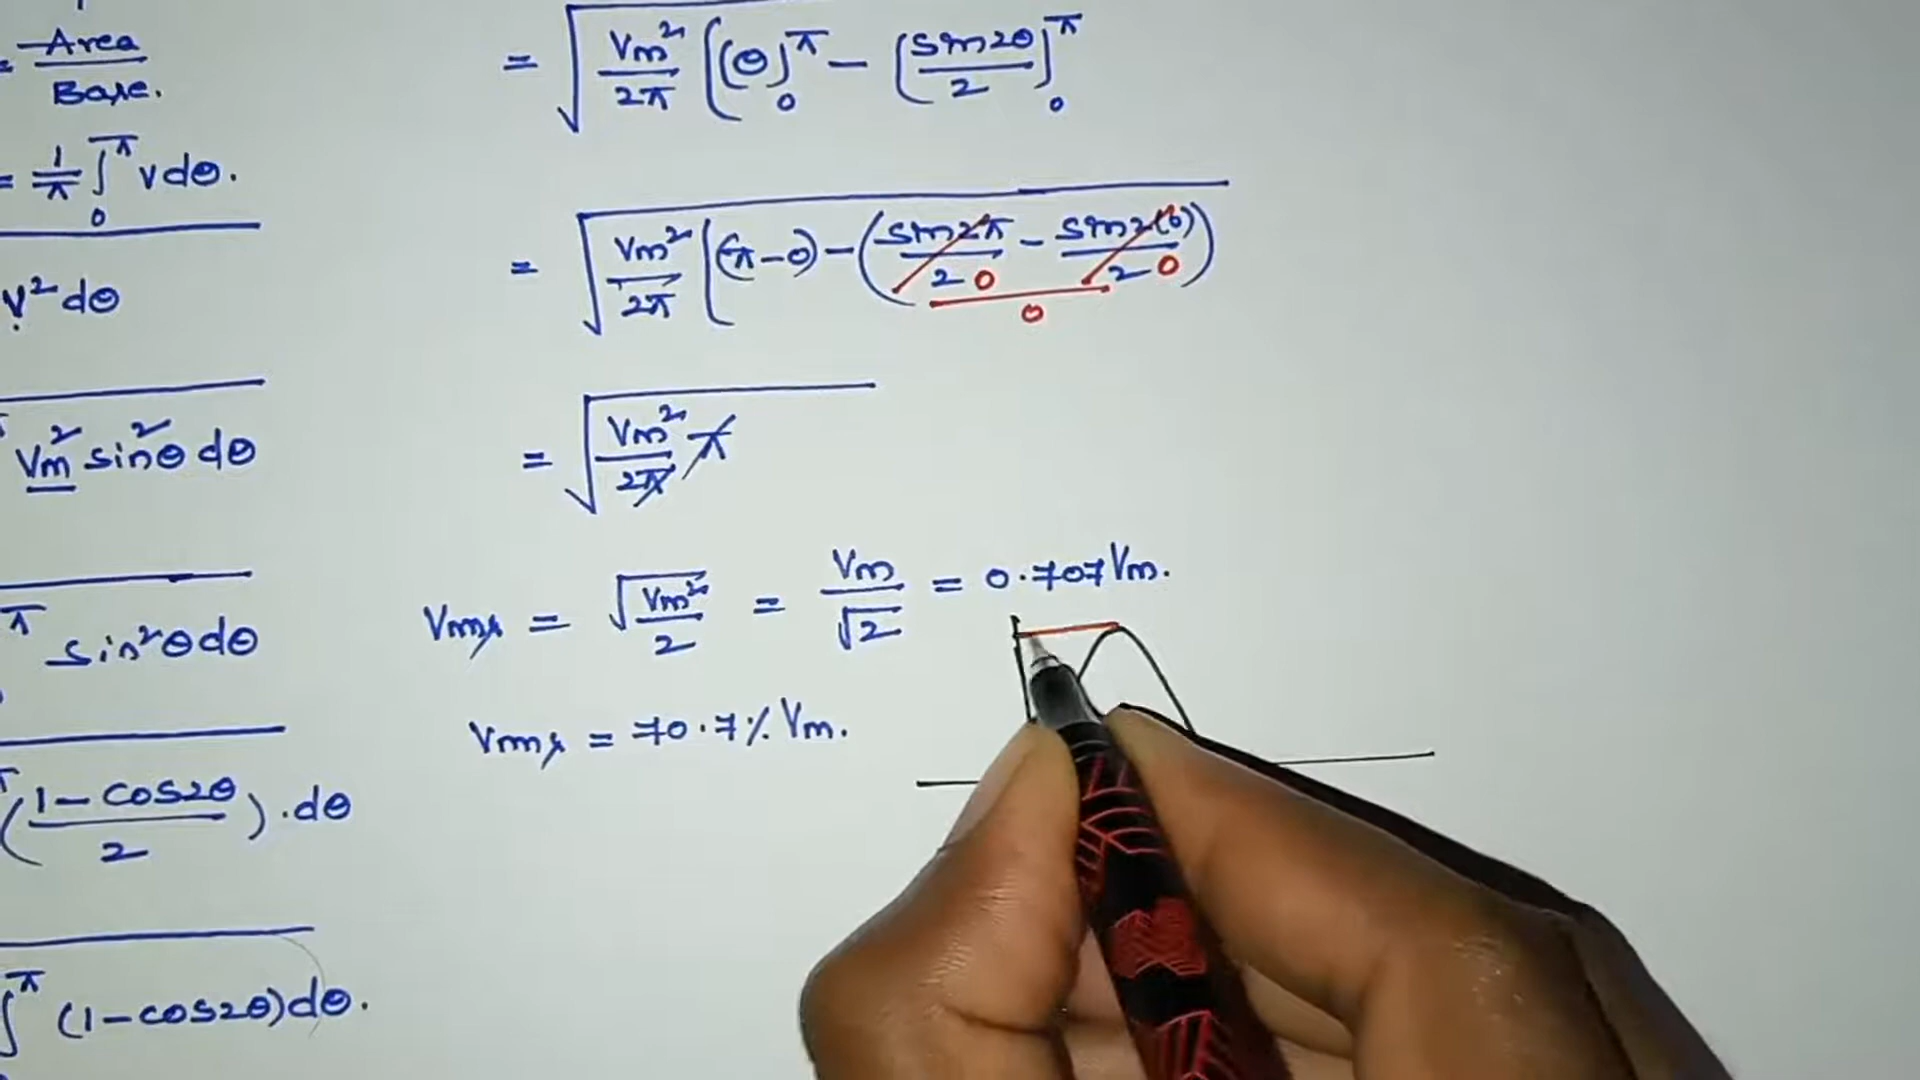 = Area / Base.
= 1/π ∫₀^π v dθ.
v² dθ
Vm² sin²θ dθ
π sin²θ dθ
(1 - cos2θ / 2) . dθ
∫^π (1 - cos2θ) dθ.
= √(Vm²/2π [(θ)₀^π - (sin2θ/2)₀^π
= √(Vm²/2π [(π - 0) - (sin2π/2 0 - sin2(0)/2 0))
0
= √(Vm²/2π π)
Vrms = √(Vm²/2) = Vm/√2 = 0.707 Vm.
Vrms = 70.7% Vm.